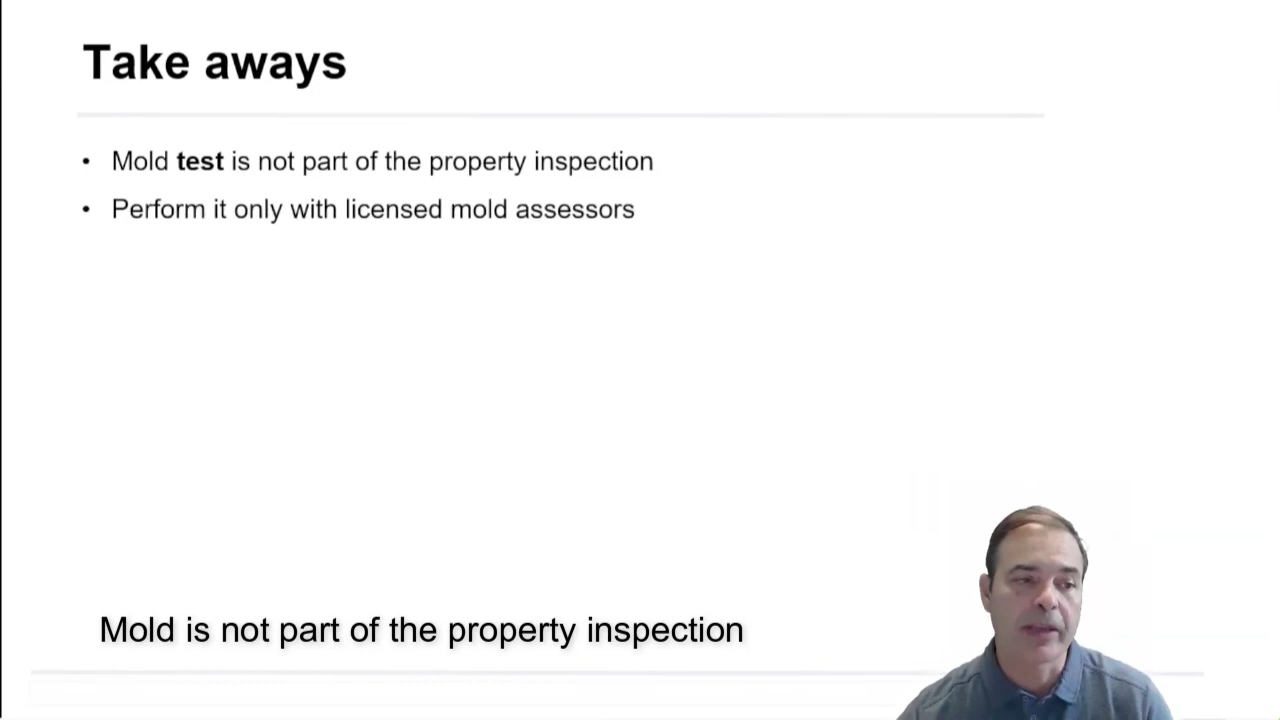 Take aways
• Mold test is not part of the property inspection
• Perform it only with licensed mold assessors
Mold is not part of the property inspection